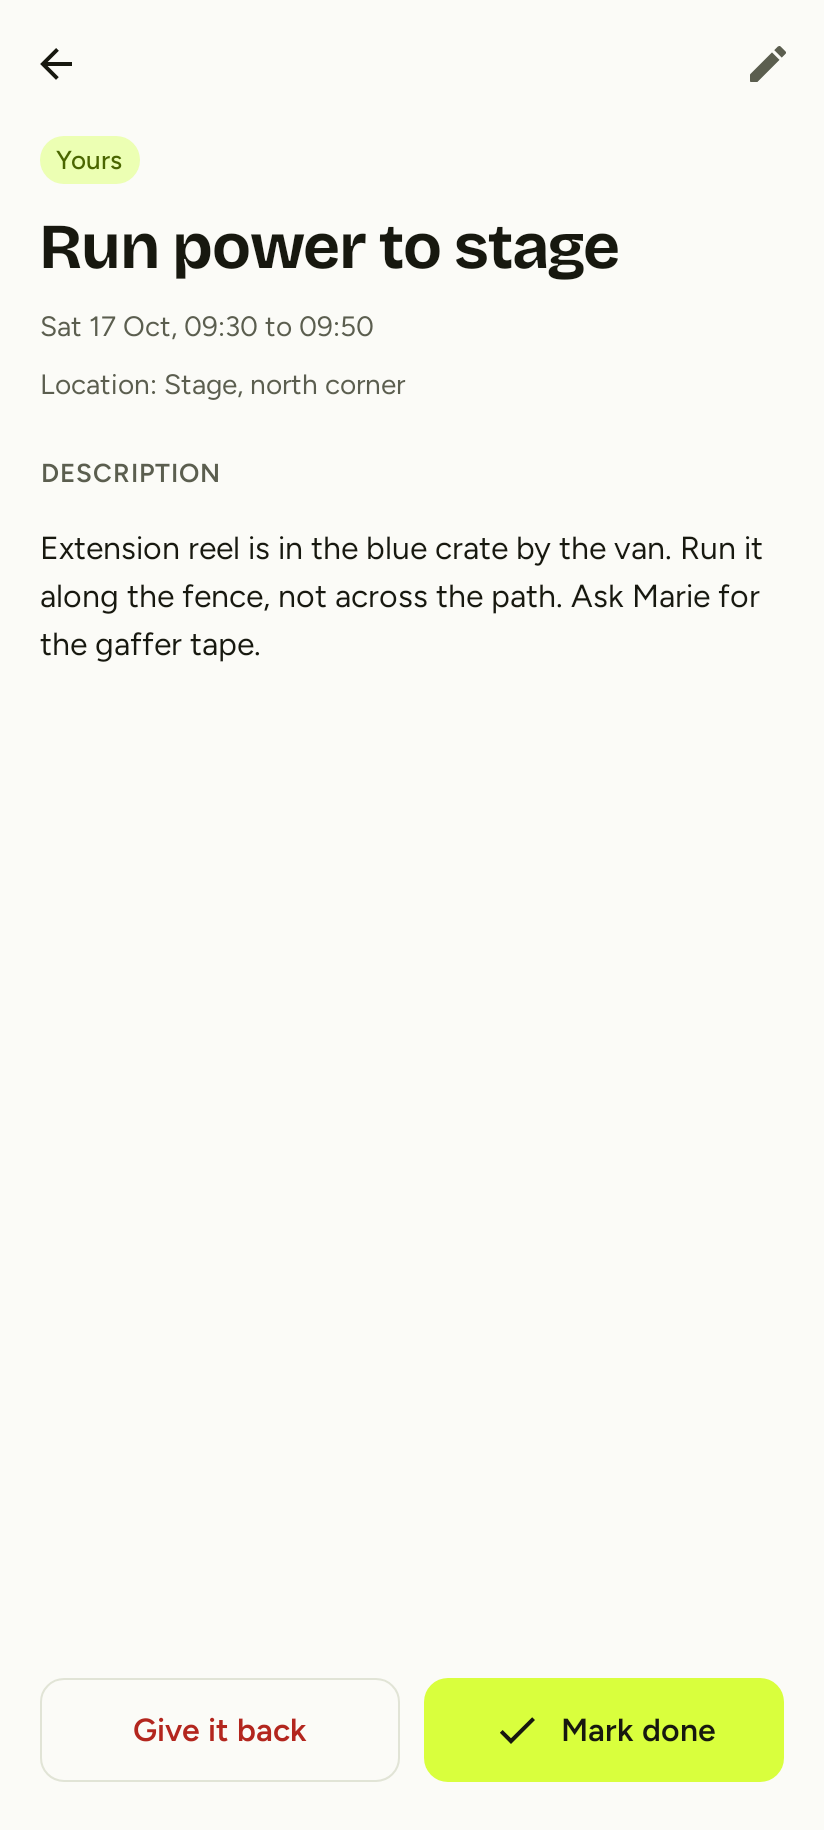 Yours
Run power to stage
Sat 17 Oct, 09:30 to 09:50
Location: Stage, north corner
DESCRIPTION
Extension reel is in the blue crate by the van. Run it
along the fence, not across the path. Ask Marie for
the gaffer tape.
Give it back
Mark done